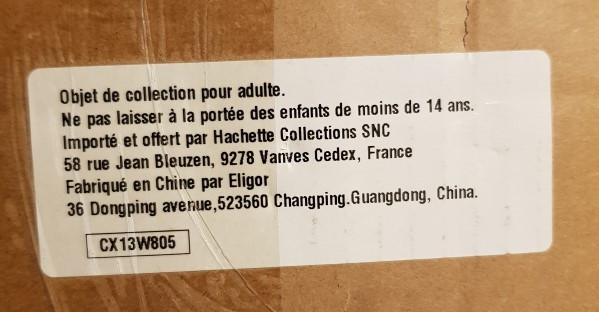 Objet de collection pour adulte.
Ne pas laisser à la portée des enfants de moins de 14 ans.
Importé et offert par Hachette Collections SNC
58 rue Jean Bleuzen, 9278 Vanves Cedex, France
Fabriqué en Chine par Eligor
36 Dongping avenue,523560 Changping.Guangdong, China.
CX13W805